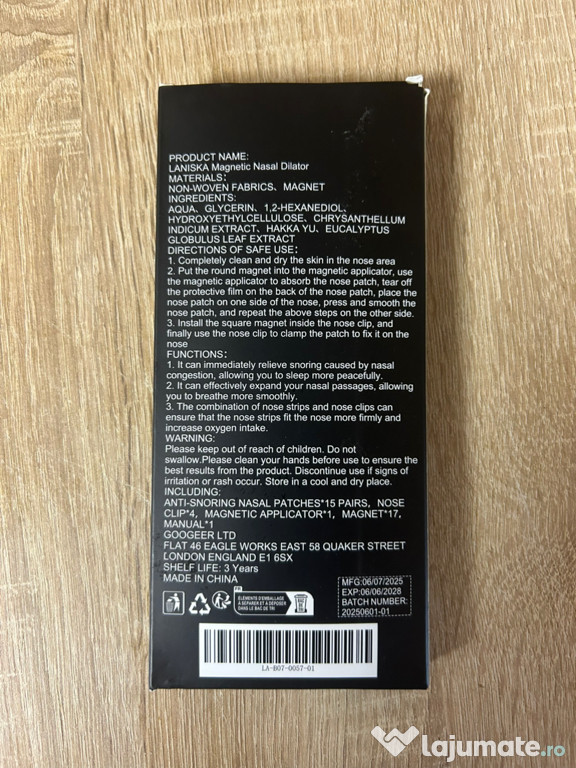 PRODUCT NAME:
LANISKA Magnetic Nasal Dilator
MATERIALS：
NON-WOVEN FABRICS、MAGNET
INGREDIENTS:
AQUA、GLYCERIN、1,2-HEXANEDIOL、
HYDROXYETHYLCELLULOSE、CHRYSANTHELLUM
INDICUM EXTRACT、HAKKA YU、EUCALYPTUS
GLOBULUS LEAF EXTRACT
DIRECTIONS OF SAFE USE：
1. Completely clean and dry the skin in the nose area
2. Put the round magnet into the magnetic applicator, use
the magnetic applicator to absorb the nose patch, tear off
the protective film on the back of the nose patch, place the
nose patch on one side of the nose, press and smooth the
nose patch, and repeat the above steps on the other side.
3. Install the square magnet inside the nose clip, and
finally use the nose clip to clamp the patch to fix it on the
nose
FUNCTIONS：
1. It can immediately relieve snoring caused by nasal
congestion, allowing you to sleep more peacefully.
2. It can effectively expand your nasal passages, allowing
you to breathe more smoothly.
3. The combination of nose strips and nose clips can
ensure that the nose strips fit the nose more firmly and
increase oxygen intake.
WARNING:
Please keep out of reach of children. Do not
swallow.Please clean your hands before use to ensure the
best results from the product. Discontinue use if signs of
irritation or rash occur. Store in a cool and dry place.
INCLUDING:
ANTI-SNORING NASAL PATCHES*15 PAIRS，NOSE
CLIP*4，MAGNETIC APPLICATOR*1，MAGNET*17,
MANUAL*1
GOOGEER LTD
FLAT 46 EAGLE WORKS EAST 58 QUAKER STREET
LONDON ENGLAND E1 6SX
SHELF LIFE: 3 Years
MADE IN CHINA
MFG:06/07/2025
EXP:06/06/2028
BATCH NUMBER:
20250601-01
FR
ÉLÉMENTS D'EMBALLAGE
À SÉPARER ET À DÉPOSER
DANS LE BAC DE TRI
LA-B07-0057-01
lajumate.ro